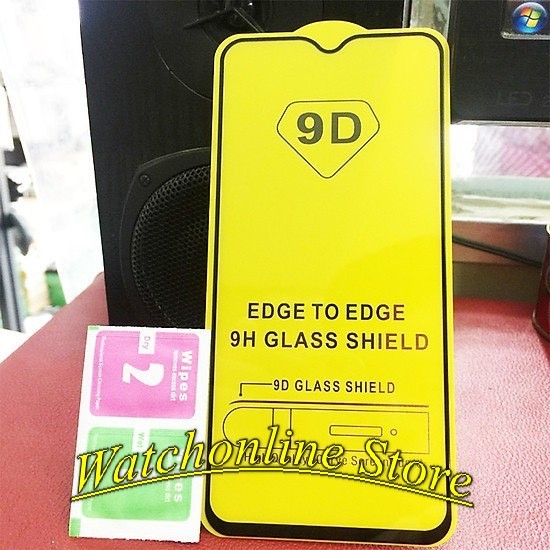 9D
EDGE TO EDGE
9H GLASS SHIELD
9D GLASS SHIELD
Wipes
Dry
2
Watchonline Store